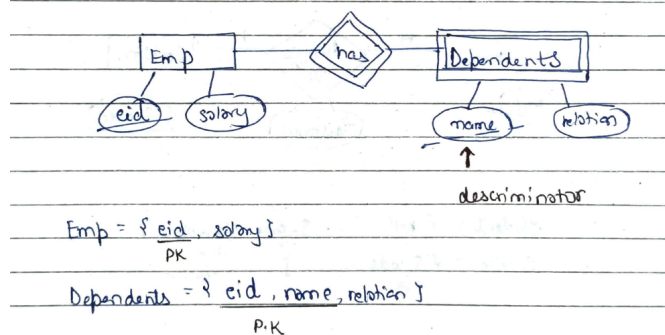 Emp
has
Dependents
eid
salary
name
relation
↑
descriminator
Emp = { eid, salary }
PK
Dependents = { eid, name, relation }
P.K